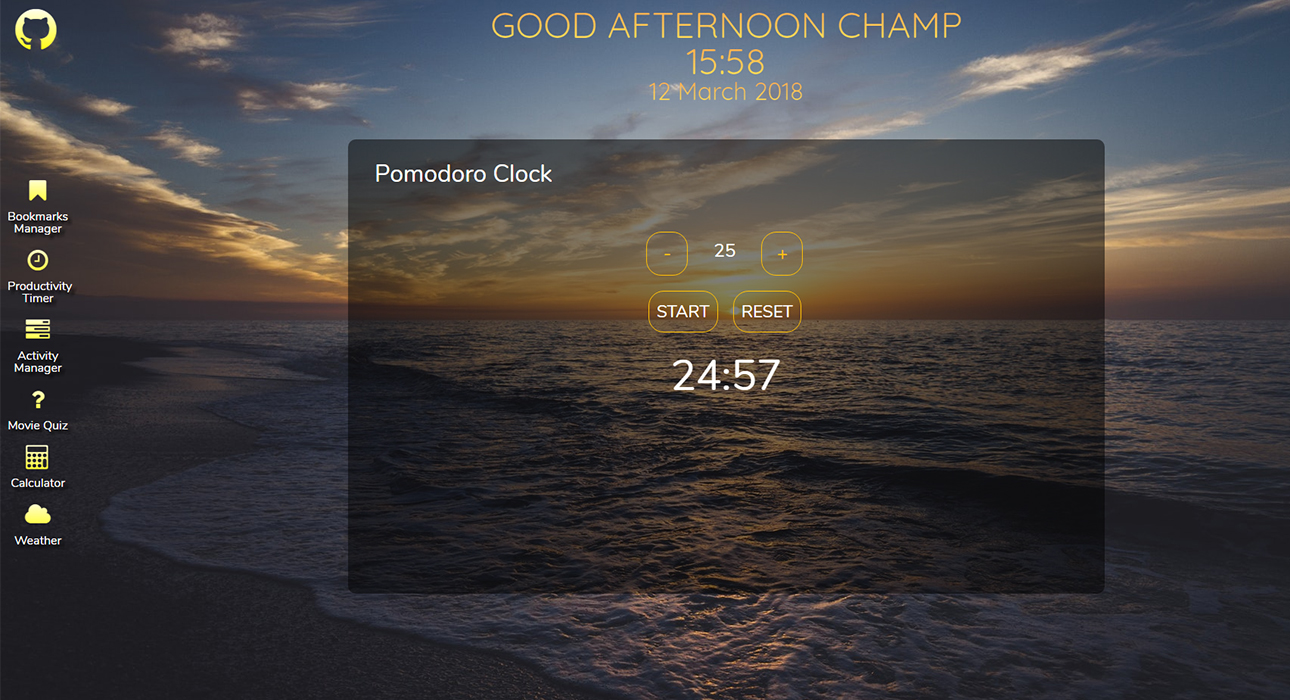 GOOD AFTERNOON CHAMP
15:58
12 March 2018
Bookmarks
Manager
Productivity
Timer
Activity
Manager
?
Movie Quiz
Calculator
Weather
Pomodoro Clock
- 25 +
START RESET
24:57